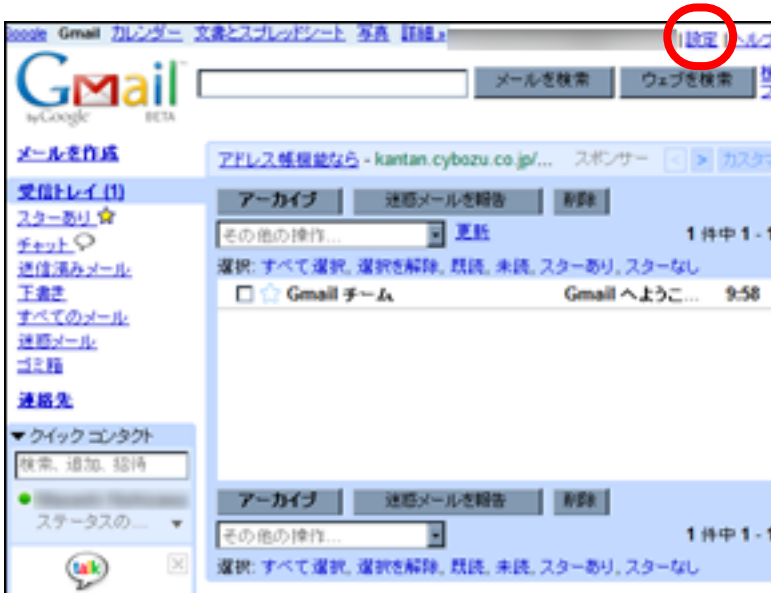 Google Gmail カレンダー 文書とスプレッドシート 写真 詳細 »
| 設定 | ヘルプ
Gmail
by Google BETA
メールを検索 ウェブを検索
メールを作成
アドレス帳機能なら - kantan.cybozu.co.jp/... スポンサー < > カスタマ
受信トレイ (1)
スターあり
チャット
送信済みメール
下書き
すべてのメール
迷惑メール
ゴミ箱
連絡先
アーカイブ 迷惑メールを報告 削除
その他の操作... 更新 1 件中 1 - 1
選択: すべて選択, 選択を解除, 既読, 未読, スターあり, スターなし
Gmail チーム Gmail へようこ... 9:58
▼ クイック コンタクト
検索、追加、招待
ステータスの... ▼
talk
アーカイブ 迷惑メールを報告 削除
その他の操作... 1 件中 1 - 1
選択: すべて選択, 選択を解除, 既読, 未読, スターあり, スターなし